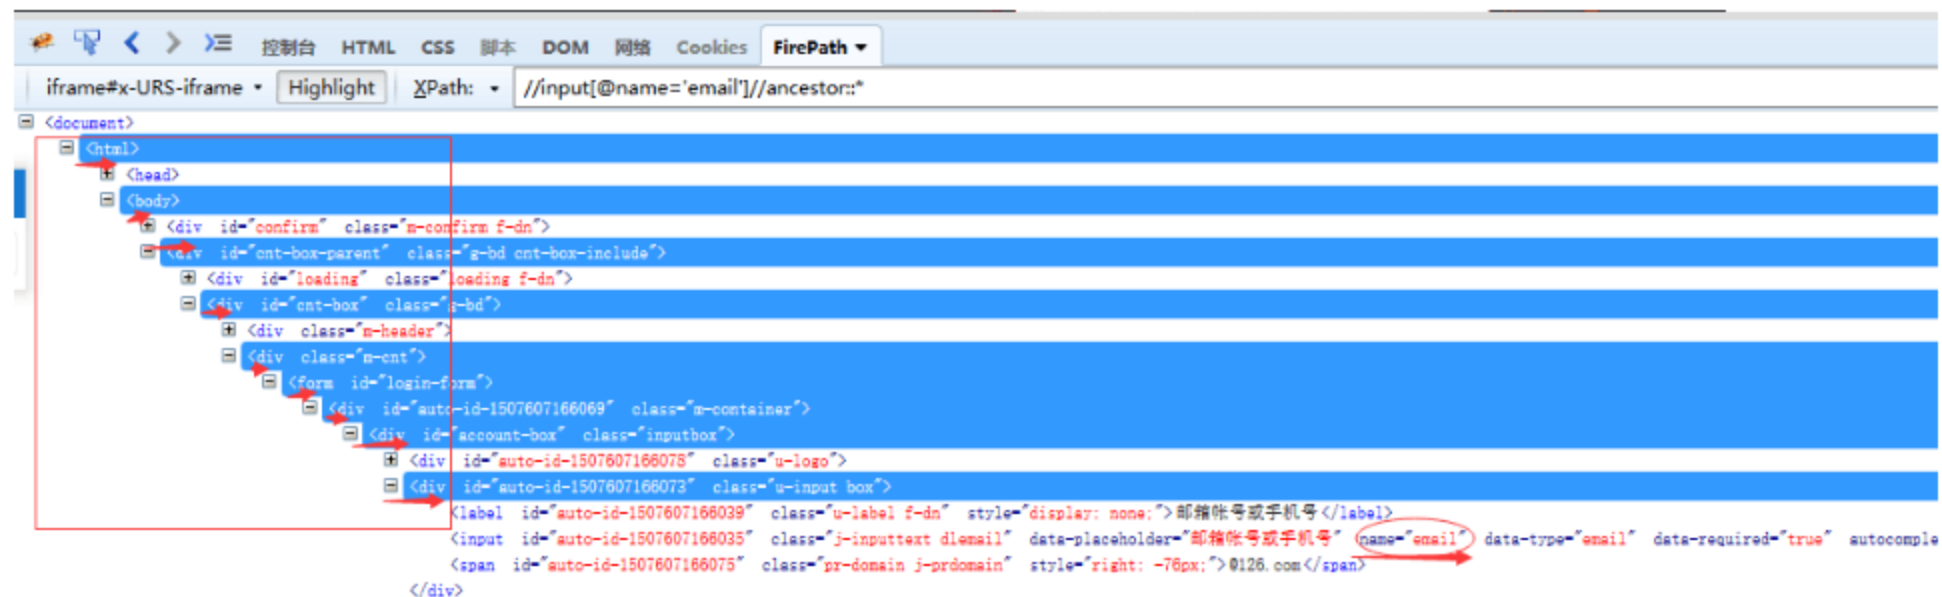 控制台 HTML CSS 脚本 DOM 网络 Cookies FirePath
iframe#x-URS-iframe Highlight XPath: //input[@name='email']//ancestor::*
<document>
<html>
<head>
<body>
<div id="confirm" class="m-confirm f-dn">
<div id="cnt-box-parent" class="g-bd cnt-box-include">
<div id="loading" class="loading f-dn">
<div id="cnt-box" class="g-bd">
<div class="m-header">
<div class="m-cnt">
<form id="login-form">
<div id="auto-id-1507607166069" class="m-container">
<div id="account-box" class="inputbox">
<div id="auto-id-1507607166078" class="u-logo">
<div id="auto-id-1507607166073" class="u-input box">
<label id="auto-id-1507607166039" class="u-label f-dn" style="display: none;">邮箱帐号或手机号</label>
<input id="auto-id-1507607166035" class="j-inputtext dlemail" data-placeholder="邮箱帐号或手机号" name="email" data-type="email" data-required="true" autocomple
<span id="auto-id-1507607166075" class="pr-domain j-prdomain" style="right: -76px;">@126.com</span>
</div>